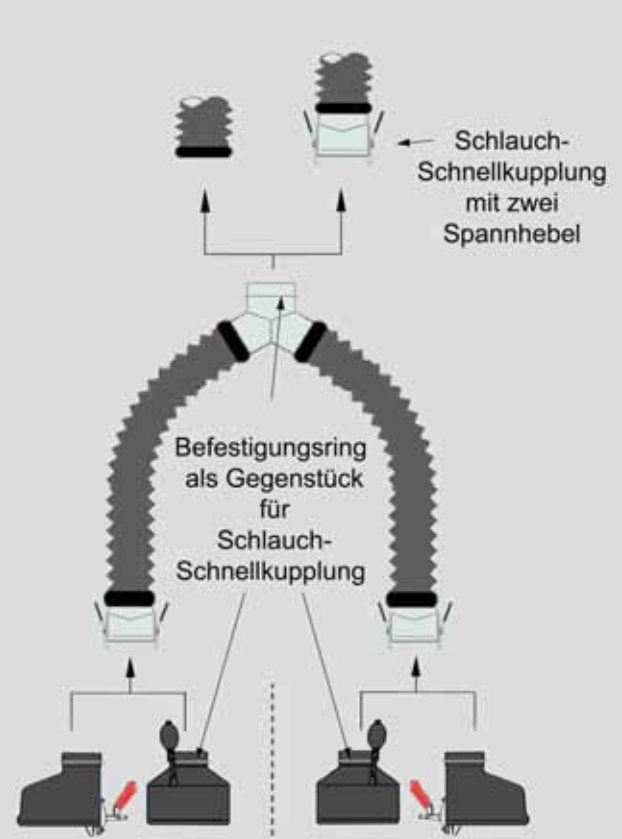 Schlauch-
Schnellkupplung
mit zwei
Spannhebel
Befestigungsring
als Gegenstück
für
Schlauch-
Schnellkupplung